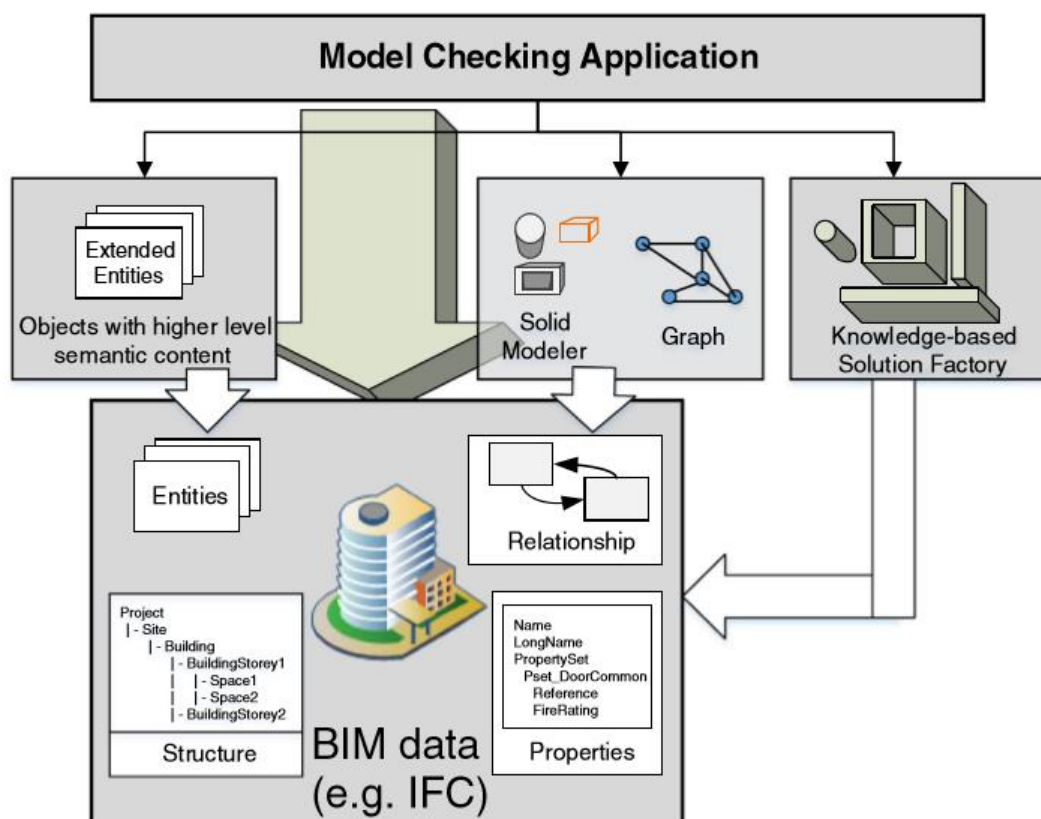 Model Checking Application
Extended
Entities
Objects with higher level
semantic content
Solid
Modeler
Graph
Knowledge-based
Solution Factory
Entities
Relationship
Project
|- Site
|- Building
|- BuildingStorey1
| |- Space1
| |- Space2
|- BuildingStorey2
Structure
BIM data
(e.g. IFC)
Name
LongName
PropertySet
Pset_DoorCommon
Reference
FireRating
Properties